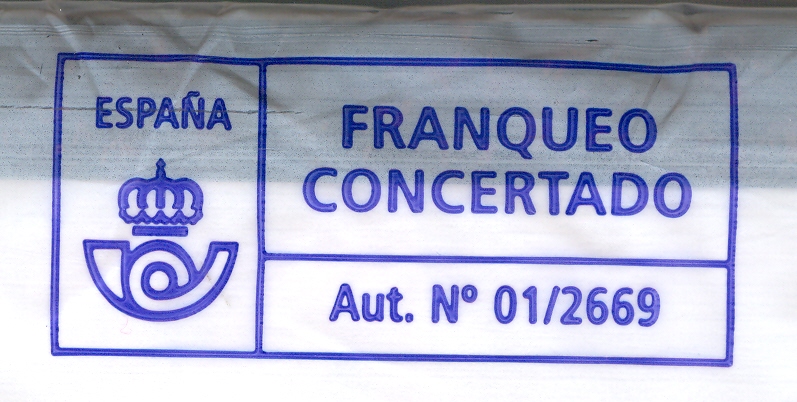 ESPAÑA
FRANQUEO
CONCERTADO
Aut. Nº 01/2669